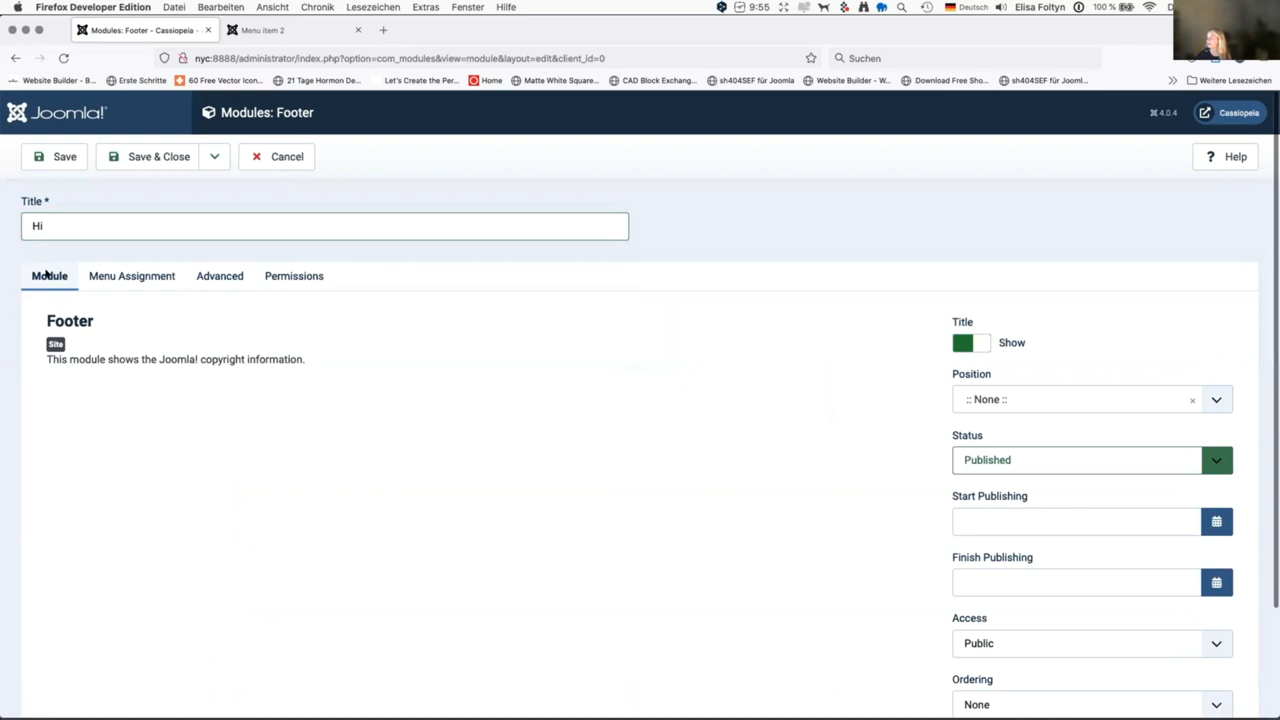 Firefox Developer Edition Datei Bearbeiten Ansicht Chronik Lesezeichen Extras Fenster Hilfe 9:55 Deutsch Elisa Foltyn 100 %
Modules: Footer - Cassiopeia - Menu item 2
nyc:8888/administrator/index.php?option=com_modules&view=module&layout=edit&client_id=0 Suchen
Website Builder - B... Erste Schritte 60 Free Vector Icon... 21 Tage Hormon De... Let's Create the Per... Home Matte White Square... CAD Block Exchang... sh404SEF für Joomla Website Builder - W... Download Free Sho... sh404SEF für Jooml... Weitere Lesezeichen
Joomla! Modules: Footer 4.0.4 Cassiopeia
Save Save & Close Cancel ? Help
Title *
Hi
Module Menu Assignment Advanced Permissions
Footer
Site
This module shows the Joomla! copyright information.
Title
Show
Position
:: None ::
Status
Published
Start Publishing
Finish Publishing
Access
Public
Ordering
None